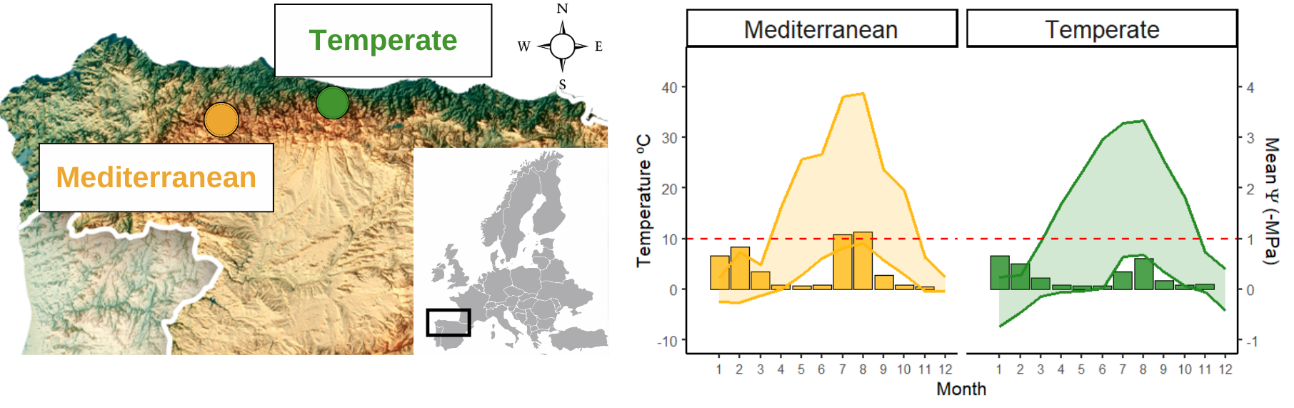 Temperate
N
W
E
S
Mediterranean
Mediterranean
Temperate
Temperature ºC
40
30
20
10
0
-10
4
3
2
1
0
-1
Mean Ψ (-MPa)
1 2 3 4 5 6 7 8 9 10 11 12
1 2 3 4 5 6 7 8 9 10 11 12
Month